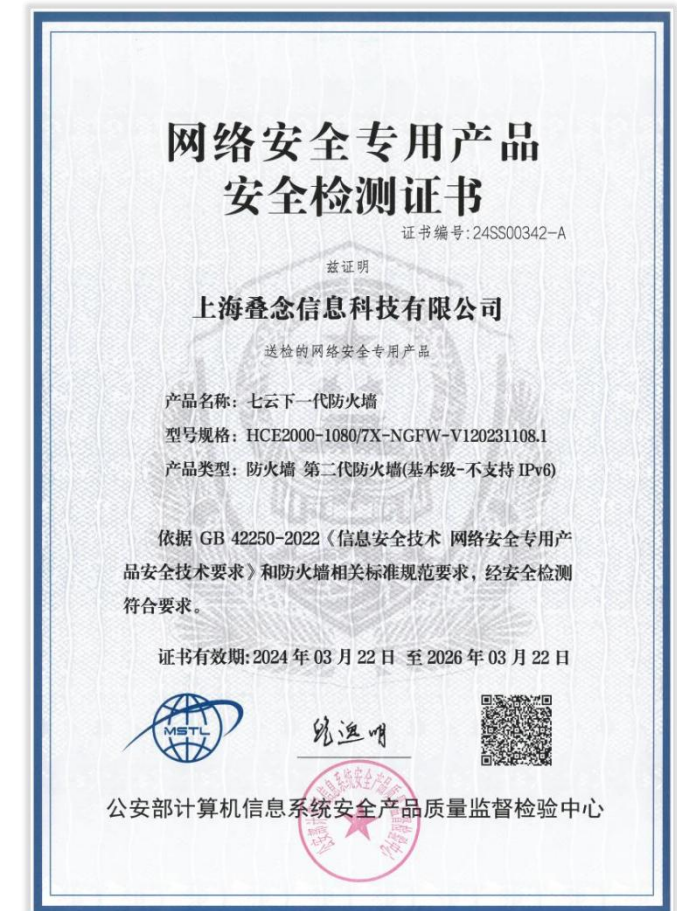 网络安全专用产品
安全检测证书
证书编号:24SS00342-A
兹证明
上海叠念信息科技有限公司
送检的网络安全专用产品
产品名称：七云下一代防火墙
型号规格：HCE2000-1080/7X-NGFW-V120231108.1
产品类型：防火墙 第二代防火墙(基本级-不支持 IPv6)
依据 GB 42250-2022《信息安全技术 网络安全专用产
品安全技术要求》和防火墙相关标准规范要求，经安全检测
符合要求。
证书有效期:2024 年 03 月 22 日 至 2026 年 03 月 22 日
MSTL
公安部计算机信息系统安全产品质量监督检验中心